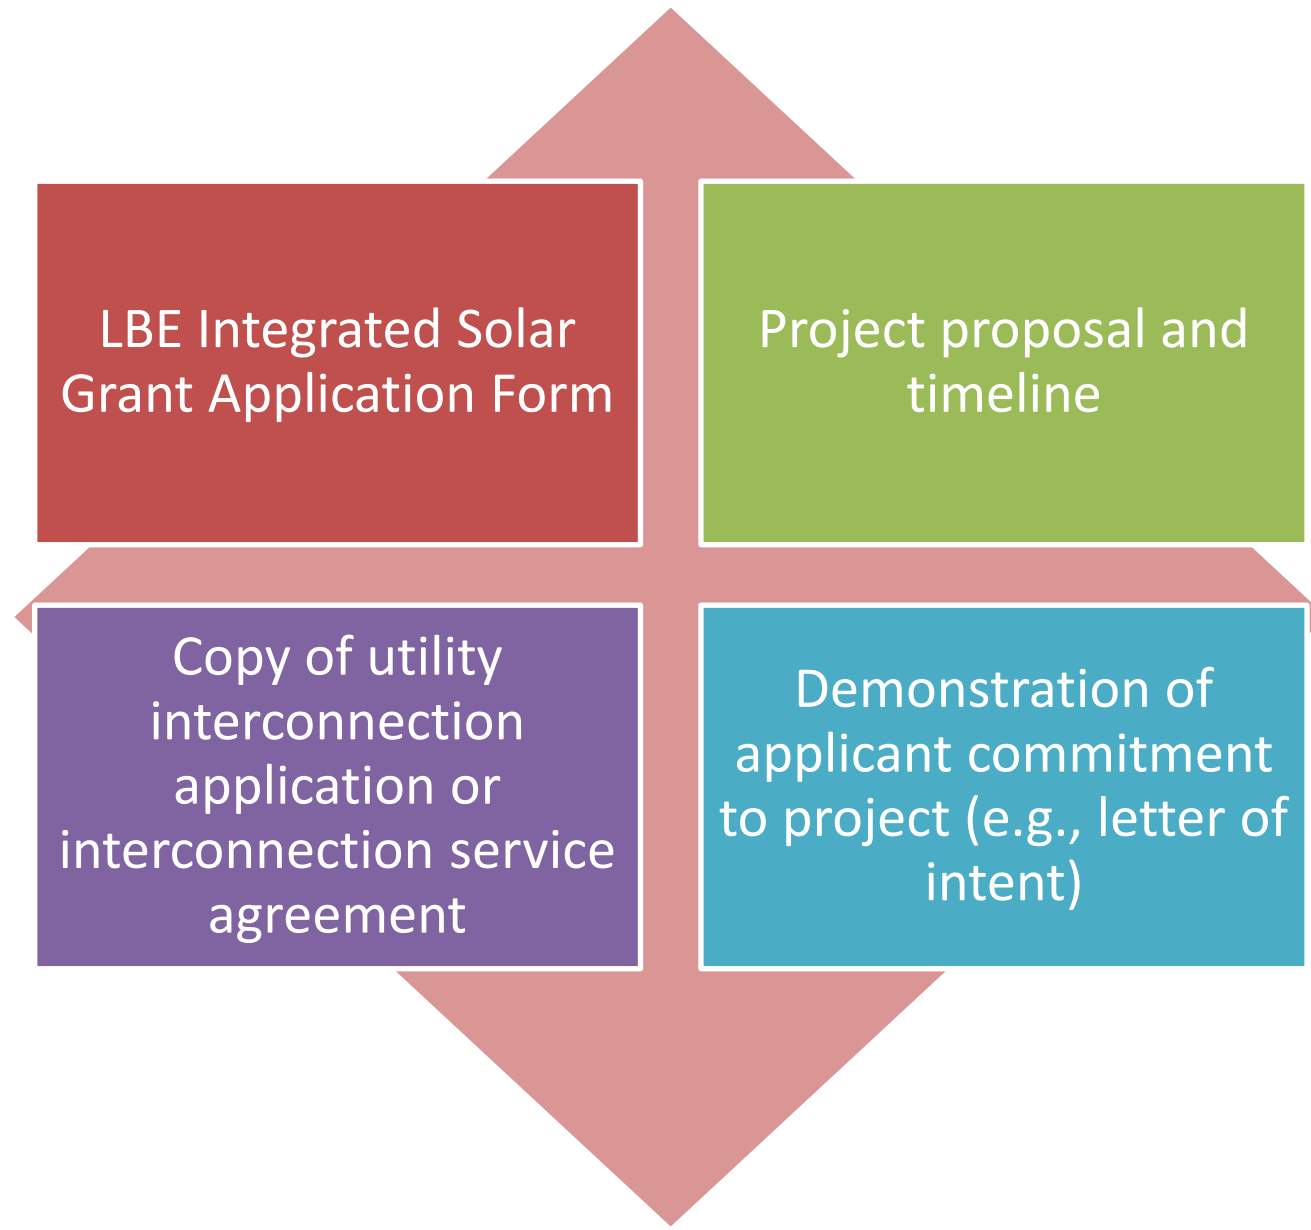 LBE Integrated Solar
Grant Application Form
Project proposal and
timeline
Copy of utility
interconnection
application or
interconnection service
agreement
Demonstration of
applicant commitment
to project (e.g., letter of
intent)